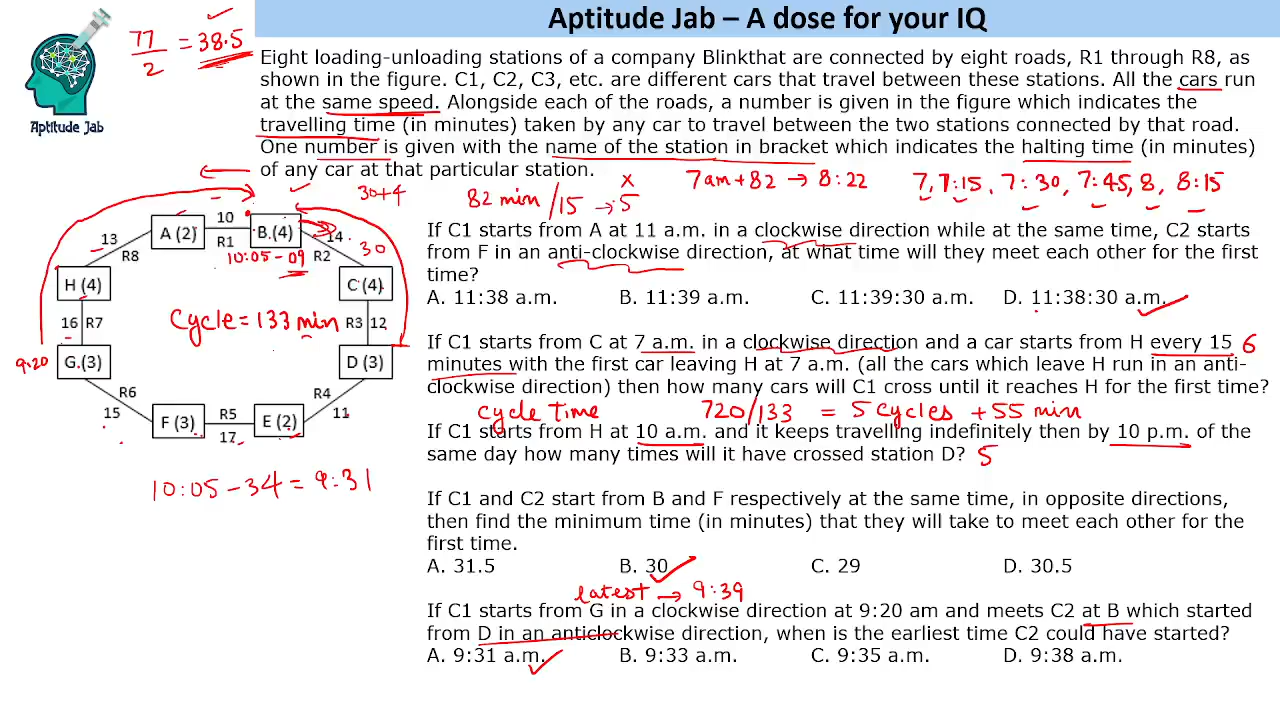 Aptitude Jab – A dose for your IQ
77
2
= 38.5
Aptitude Jab
Eight loading-unloading stations of a company Blinkthat are connected by eight roads, R1 through R8, as
shown in the figure. C1, C2, C3, etc. are different cars that travel between these stations. All the cars run
at the same speed. Alongside each of the roads, a number is given in the figure which indicates the
travelling time (in minutes) taken by any car to travel between the two stations connected by that road.
One number is given with the name of the station in bracket which indicates the halting time (in minutes)
of any car at that particular station.
x
7am + 82 → 8:22
7, 7:15, 7:30, 7:45, 8, 8:15
82 min /15 → 5
30+4
10
A (2)
R1
B (4)
14
R2
30
10:05 - 09
13
R8
H (4)
C (4)
Cycle = 133 min
16
R7
R3
12
9:20
G (3)
D (3)
R6
15
R4
11
F (3)
R5
17
E (2)
10:05 - 34 = 9:31
If C1 starts from A at 11 a.m. in a clockwise direction while at the same time, C2 starts
from F in an anti-clockwise direction, at what time will they meet each other for the first
time?
A. 11:38 a.m. B. 11:39 a.m. C. 11:39:30 a.m. D. 11:38:30 a.m.
If C1 starts from C at 7 a.m. in a clockwise direction and a car starts from H every 15 6
minutes with the first car leaving H at 7 a.m. (all the cars which leave H run in an anti-
clockwise direction) then how many cars will C1 cross until it reaches H for the first time?
Cycle Time 720/133 = 5 cycles + 55 min
If C1 starts from H at 10 a.m. and it keeps travelling indefinitely then by 10 p.m. of the
same day how many times will it have crossed station D? 5
If C1 and C2 start from B and F respectively at the same time, in opposite directions,
then find the minimum time (in minutes) that they will take to meet each other for the
first time.
A. 31.5 B. 30 C. 29 D. 30.5
latest → 9:39
If C1 starts from G in a clockwise direction at 9:20 am and meets C2 at B which started
from D in an anticlockwise direction, when is the earliest time C2 could have started?
A. 9:31 a.m. B. 9:33 a.m. C. 9:35 a.m. D. 9:38 a.m.